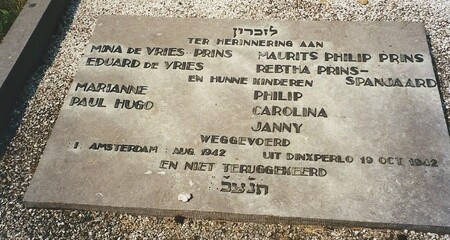 לזכרון
TER HERINNERING AAN
MINA DE VRIES-PRINS MAURITS PHILIP PRINS
EDUARD DE VRIES REBTHA PRINS-
EN HUNNE KINDEREN SPANJAARD
MARIANNE PHILIP
PAUL HUGO CAROLINA
JANNY
WEGGEVOERD
AMSTERDAM AUG. 1942 UIT DINXPERLO 19 OCT 1942
EN NIET TERUGGEKEERD
ת׳נ׳צ׳ב׳